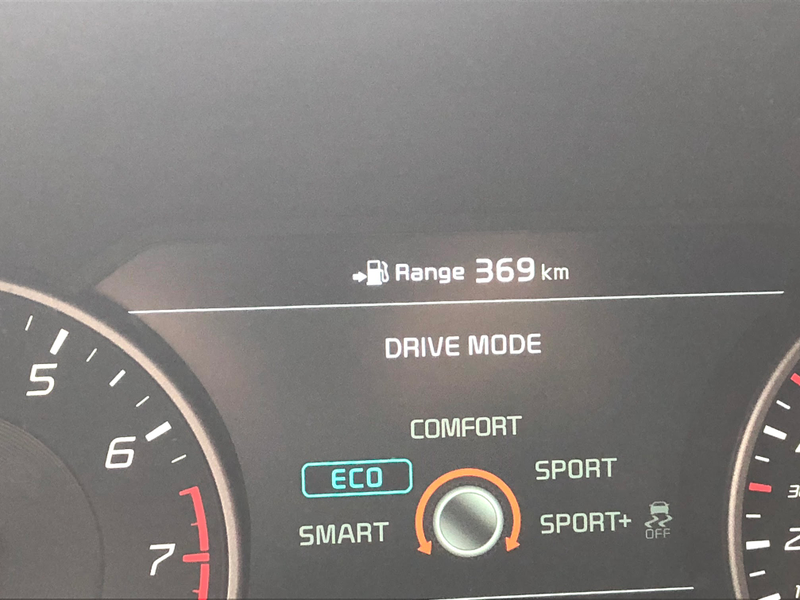 Range 369 km
DRIVE MODE
COMFORT
ECO
SPORT
SMART
SPORT+
OFF
5
6
7